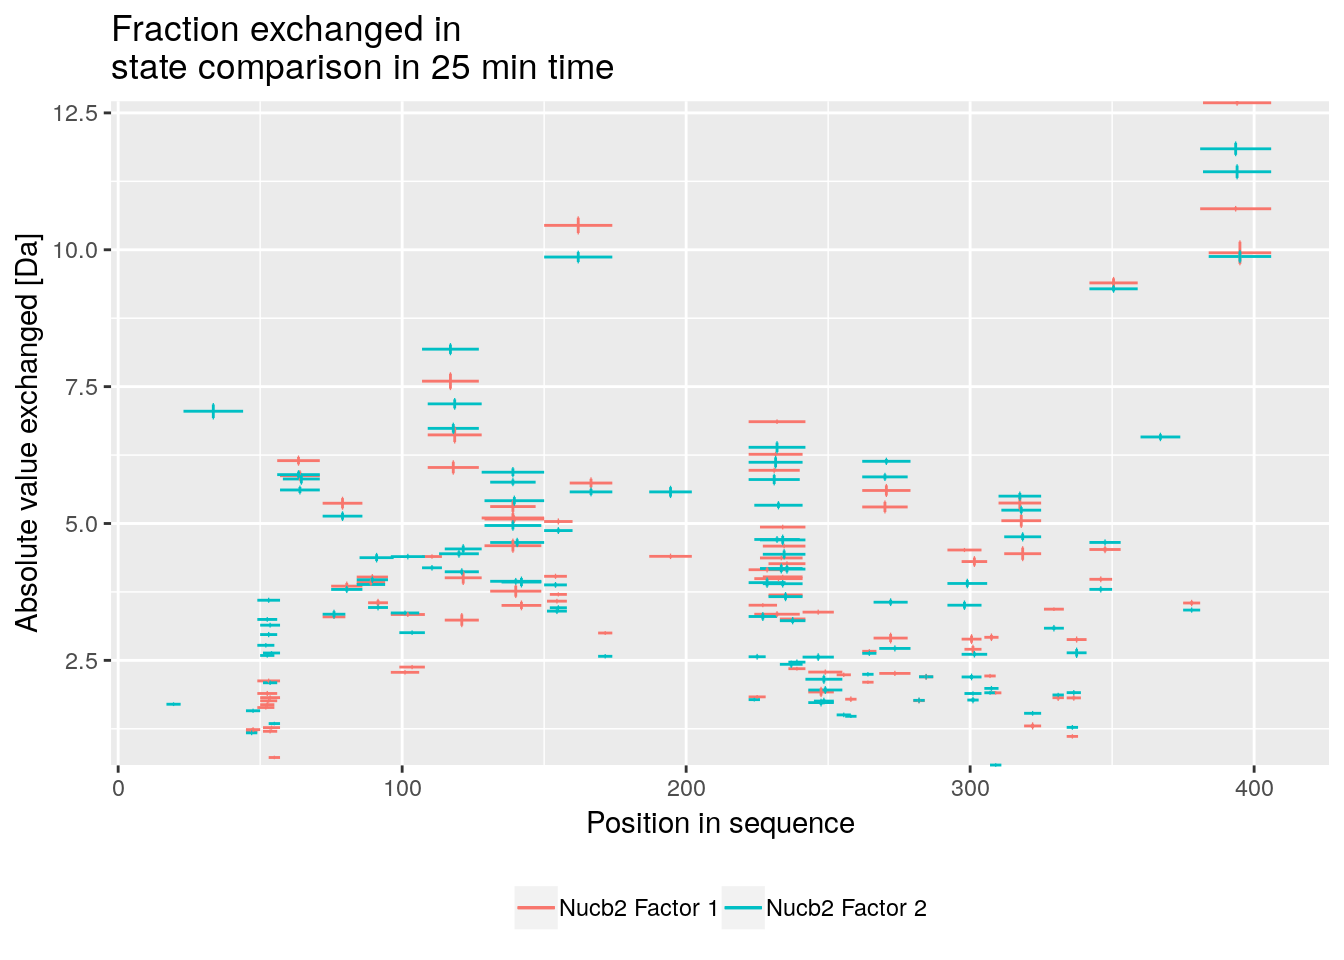 Fraction exchanged in
state comparison in 25 min time
Absolute value exchanged [Da]
12.5
10.0
7.5
5.0
2.5
0 100 200 300 400
Position in sequence
Nucb2 Factor 1 Nucb2 Factor 2